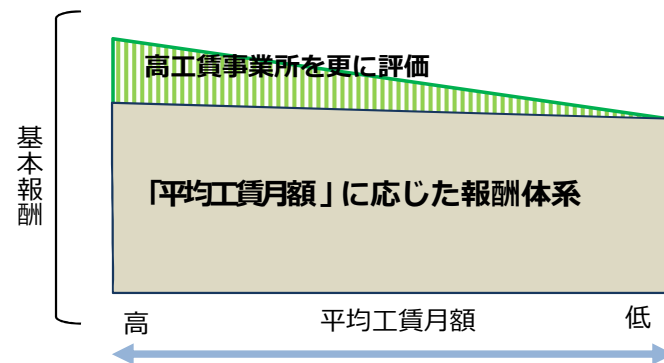 高工賃事業所を更に評価
基本報酬
「平均工賃月額」に応じた報酬体系
高 平均工賃月額 低